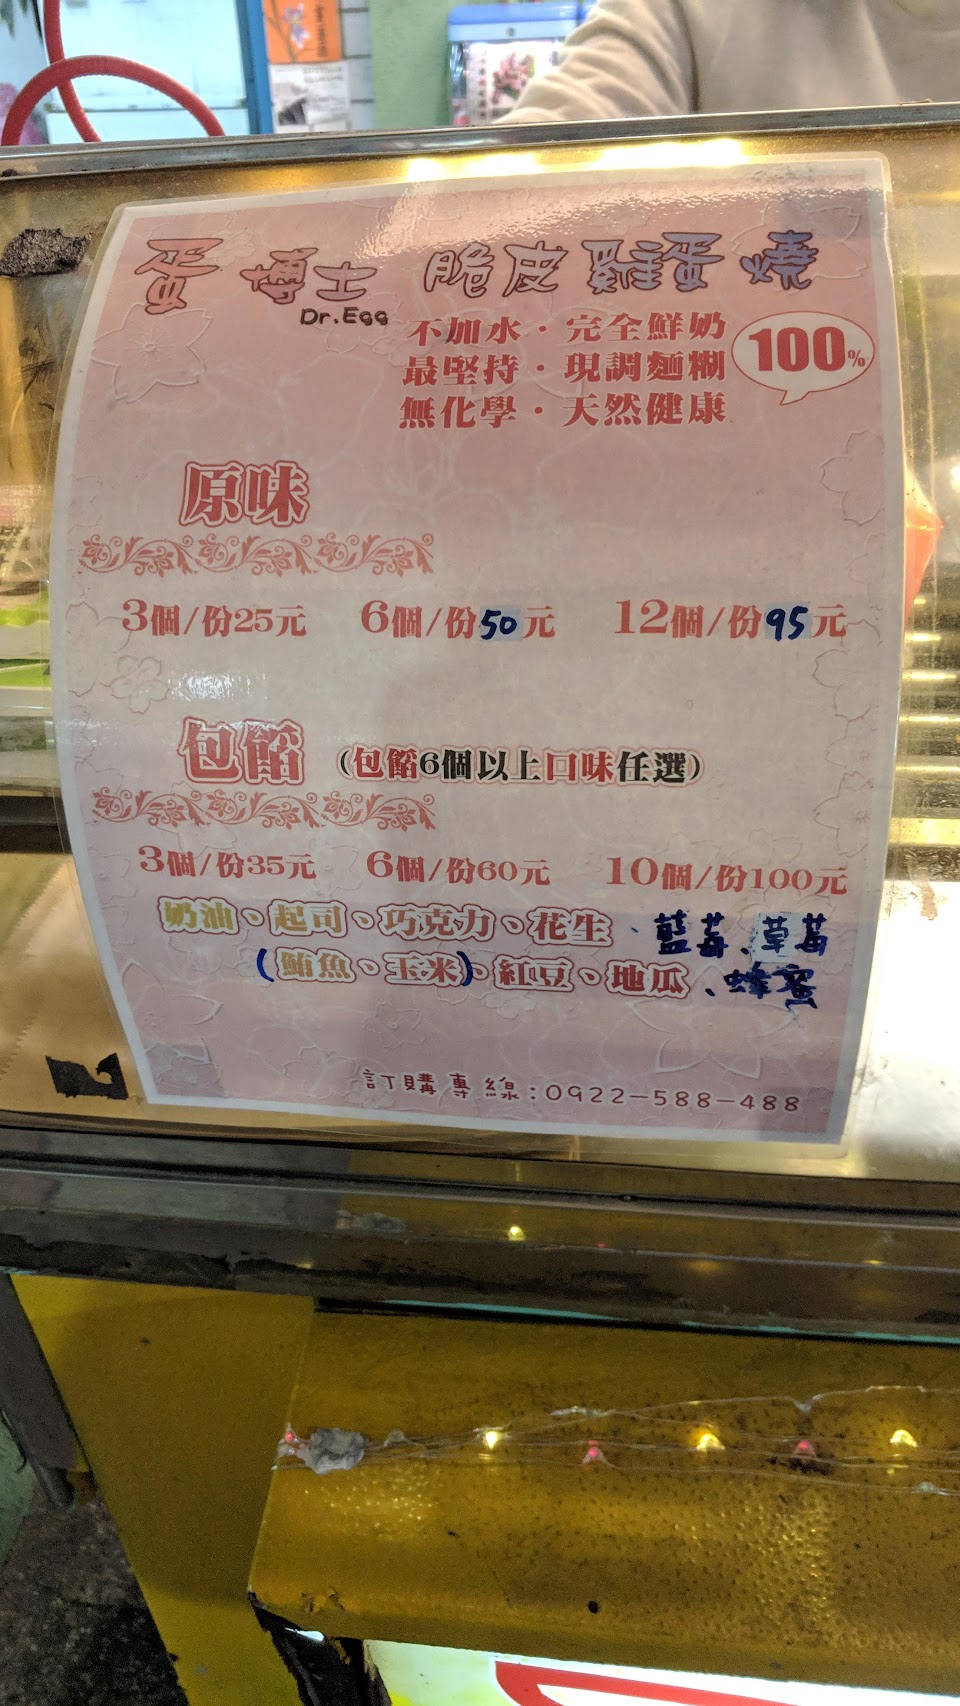 蛋博士 脆皮雞蛋燒
Dr.Egg
不加水·完全鮮奶
最堅持·現調麵糊
無化學·天然健康
100%
原味
3個/份25元 6個/份50元 12個/份95元
包餡 (包餡6個以上口味任選)
3個/份35元 6個/份60元 10個/份100元
奶油、起司、巧克力、花生、藍莓、草莓
(鮪魚、玉米)、紅豆、地瓜、蜂蜜
訂購專線:0922-588-488